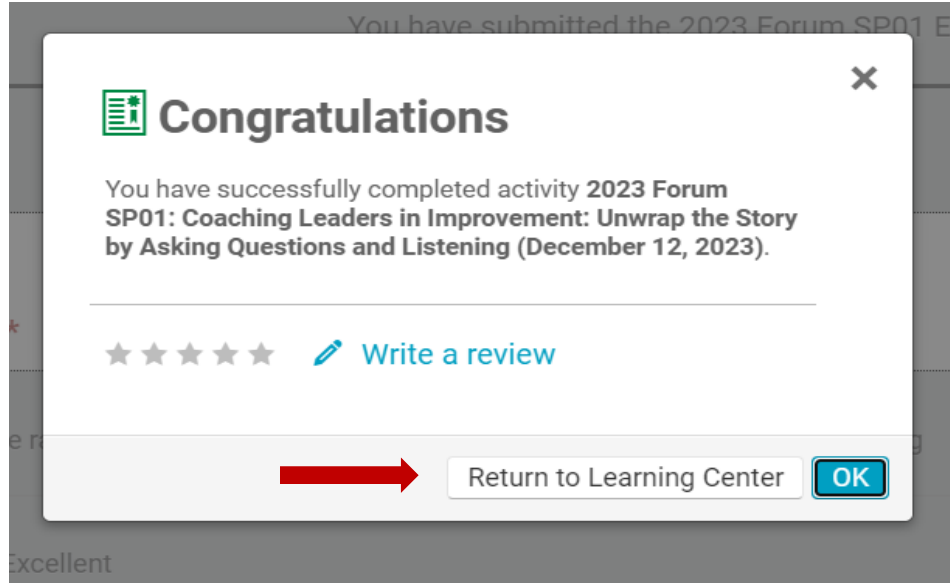 You have submitted the 2023 Forum SP01 E
Congratulations
You have successfully completed activity 2023 Forum
SP01: Coaching Leaders in Improvement: Unwrap the Story
by Asking Questions and Listening (December 12, 2023).
*
Write a review
Return to Learning Center OK
Excellent